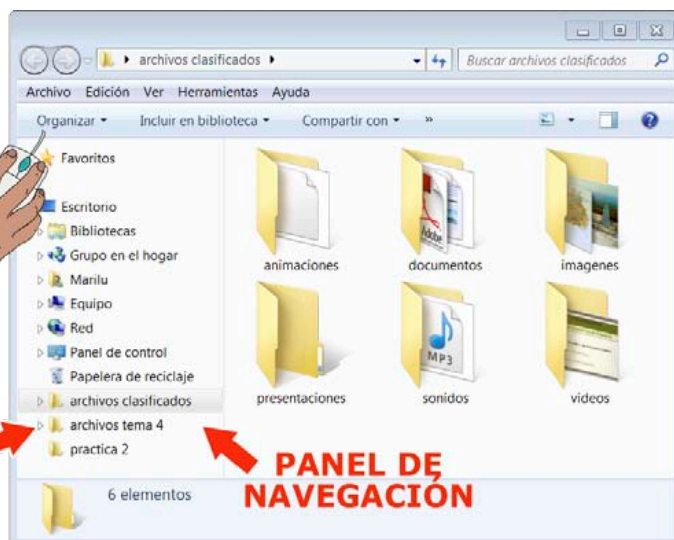 archivos clasificados
Buscar archivos clasificados
Archivo Edición Ver Herramientas Ayuda
Organizar Incluir en biblioteca Compartir con »
Favoritos
Escritorio
Bibliotecas
Grupo en el hogar
Marilu
Equipo
Red
Panel de control
Papelera de reciclaje
archivos clasificados
archivos tema 4
practica 2
Adobe
animaciones documentos imagenes
MP3
presentaciones sonidos videos
PANEL DE
NAVEGACIÓN
6 elementos